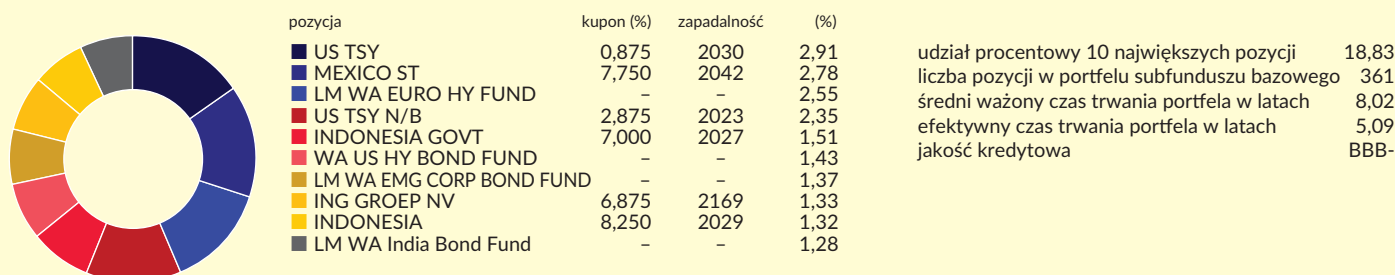 pozycja kupon (%) zapadalność (%)
US TSY 0,875 2030 2,91
MEXICO ST 7,750 2042 2,78
LM WA EURO HY FUND – – 2,55
US TSY N/B 2,875 2023 2,35
INDONESIA GOVT 7,000 2027 1,51
WA US HY BOND FUND – – 1,43
LM WA EMG CORP BOND FUND – – 1,37
ING GROEP NV 6,875 2169 1,33
INDONESIA 8,250 2029 1,32
LM WA India Bond Fund – – 1,28
udział procentowy 10 największych pozycji 18,83
liczba pozycji w portfelu subfunduszu bazowego 361
średni ważony czas trwania portfela w latach 8,02
efektywny czas trwania portfela w latach 5,09
jakość kredytowa BBB-